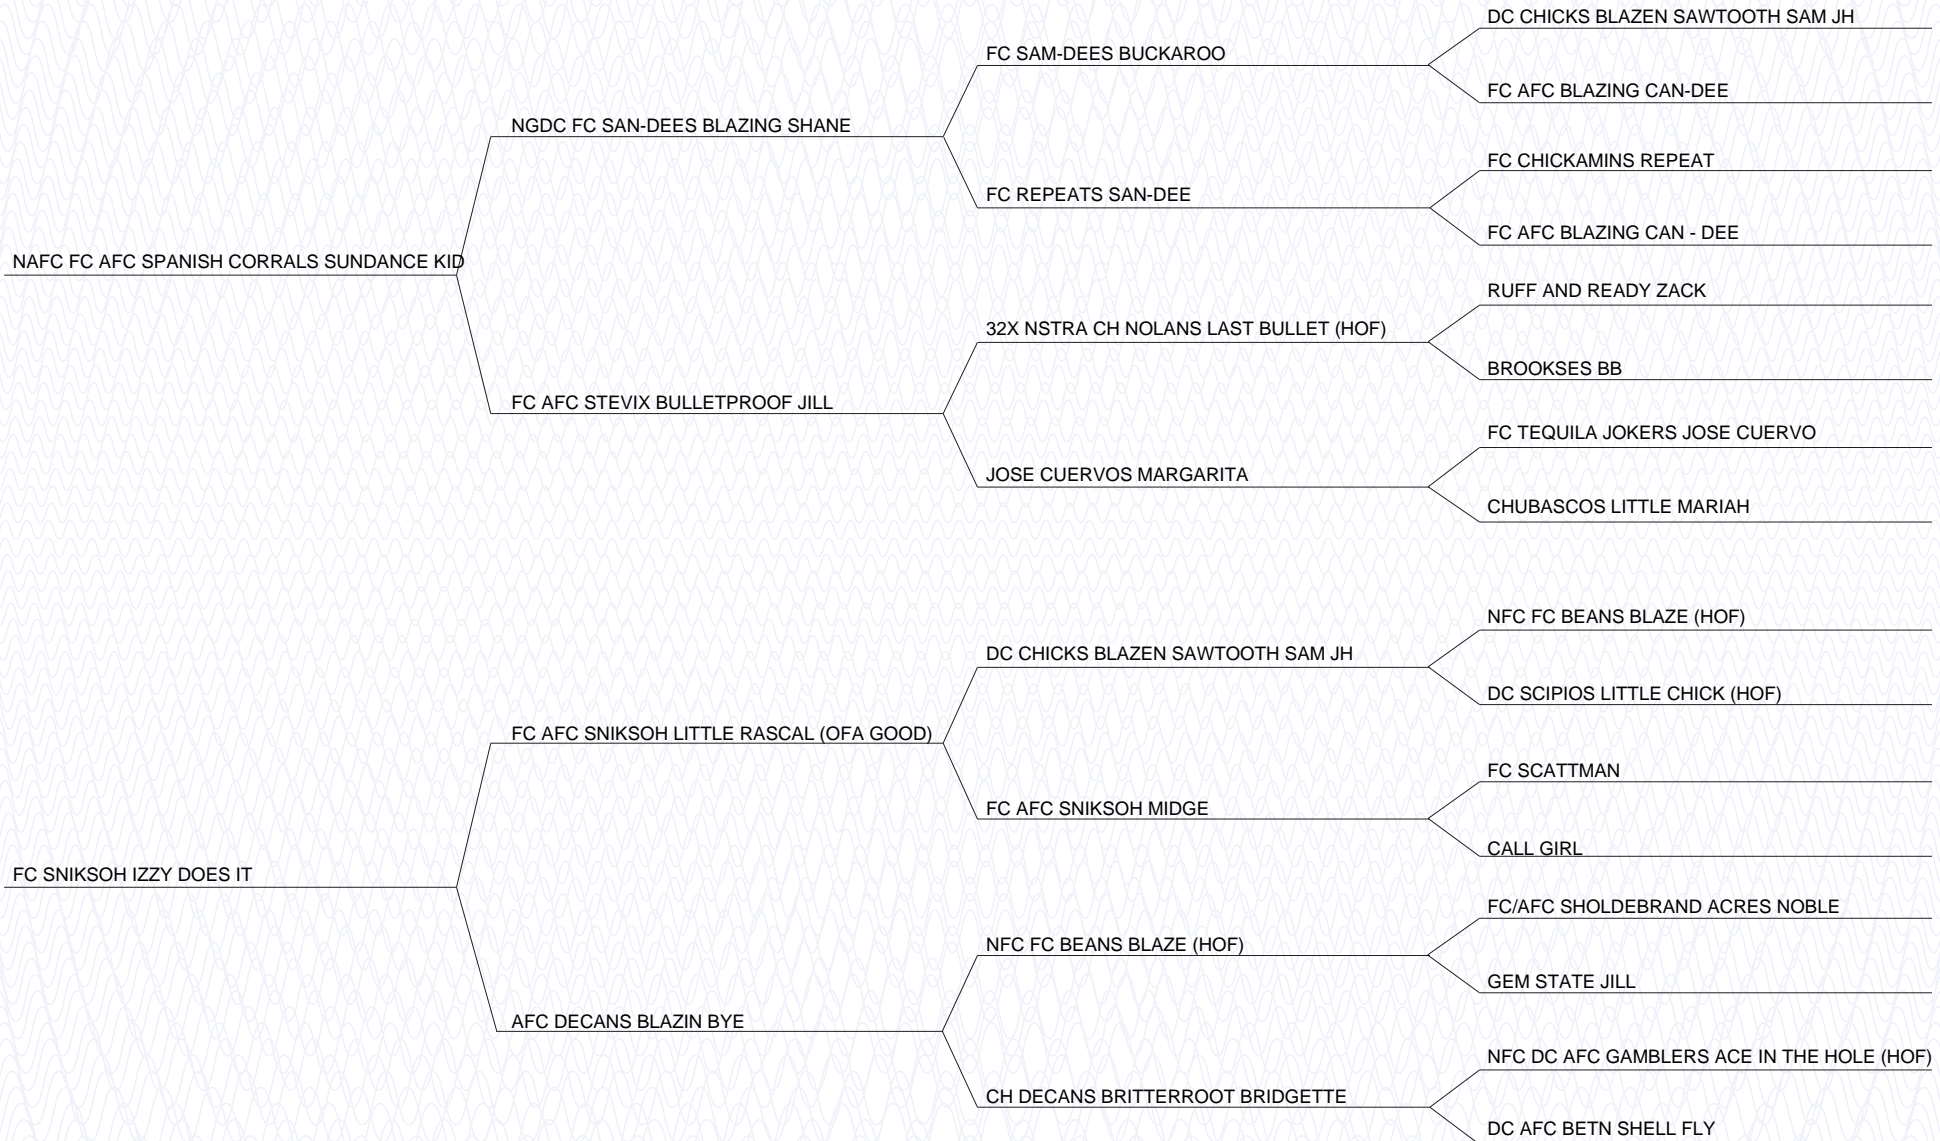 DC CHICKS BLAZEN SAWTOOTH SAM JH
FC SAM-DEES BUCKAROO
FC AFC BLAZING CAN-DEE
NGDC FC SAN-DEES BLAZING SHANE
FC CHICKAMINS REPEAT
FC REPEATS SAN-DEE
FC AFC BLAZING CAN - DEE
NAFC FC AFC SPANISH CORRALS SUNDANCE KID
RUFF AND READY ZACK
32X NSTRA CH NOLANS LAST BULLET (HOF)
BROOKSES BB
FC AFC STEVIX BULLETPROOF JILL
FC TEQUILA JOKERS JOSE CUERVO
JOSE CUERVOS MARGARITA
CHUBASCOS LITTLE MARIAH
NFC FC BEANS BLAZE (HOF)
DC CHICKS BLAZEN SAWTOOTH SAM JH
DC SCIPIOS LITTLE CHICK (HOF)
FC AFC SNIKSOH LITTLE RASCAL (OFA GOOD)
FC SCATTMAN
FC AFC SNIKSOH MIDGE
CALL GIRL
FC SNIKSOH IZZY DOES IT
FC/AFC SHOLDEBRAND ACRES NOBLE
NFC FC BEANS BLAZE (HOF)
GEM STATE JILL
AFC DECANS BLAZIN BYE
NFC DC AFC GAMBLERS ACE IN THE HOLE (HOF)
CH DECANS BRITTERROOT BRIDGETTE
DC AFC BETN SHELL FLY